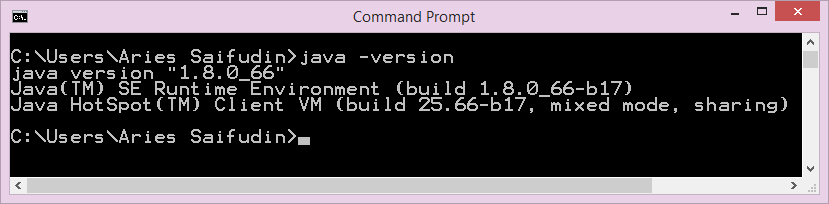 Command Prompt
C:\Users\Aries Saifudin>java -version
java version "1.8.0_66"
Java(TM) SE Runtime Environment (build 1.8.0_66-b17)
Java HotSpot(TM) Client VM (build 25.66-b17, mixed mode, sharing)
C:\Users\Aries Saifudin>